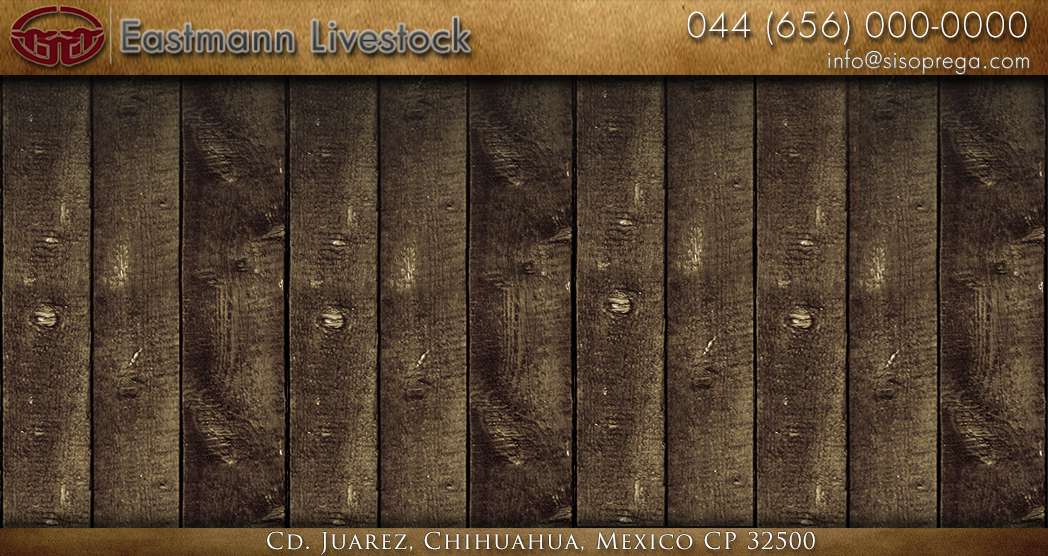 Eastmann Livestock
044 (656) 000-0000
info@sisoprega.com
Cd. Juarez, Chihuahua, Mexico CP 32500